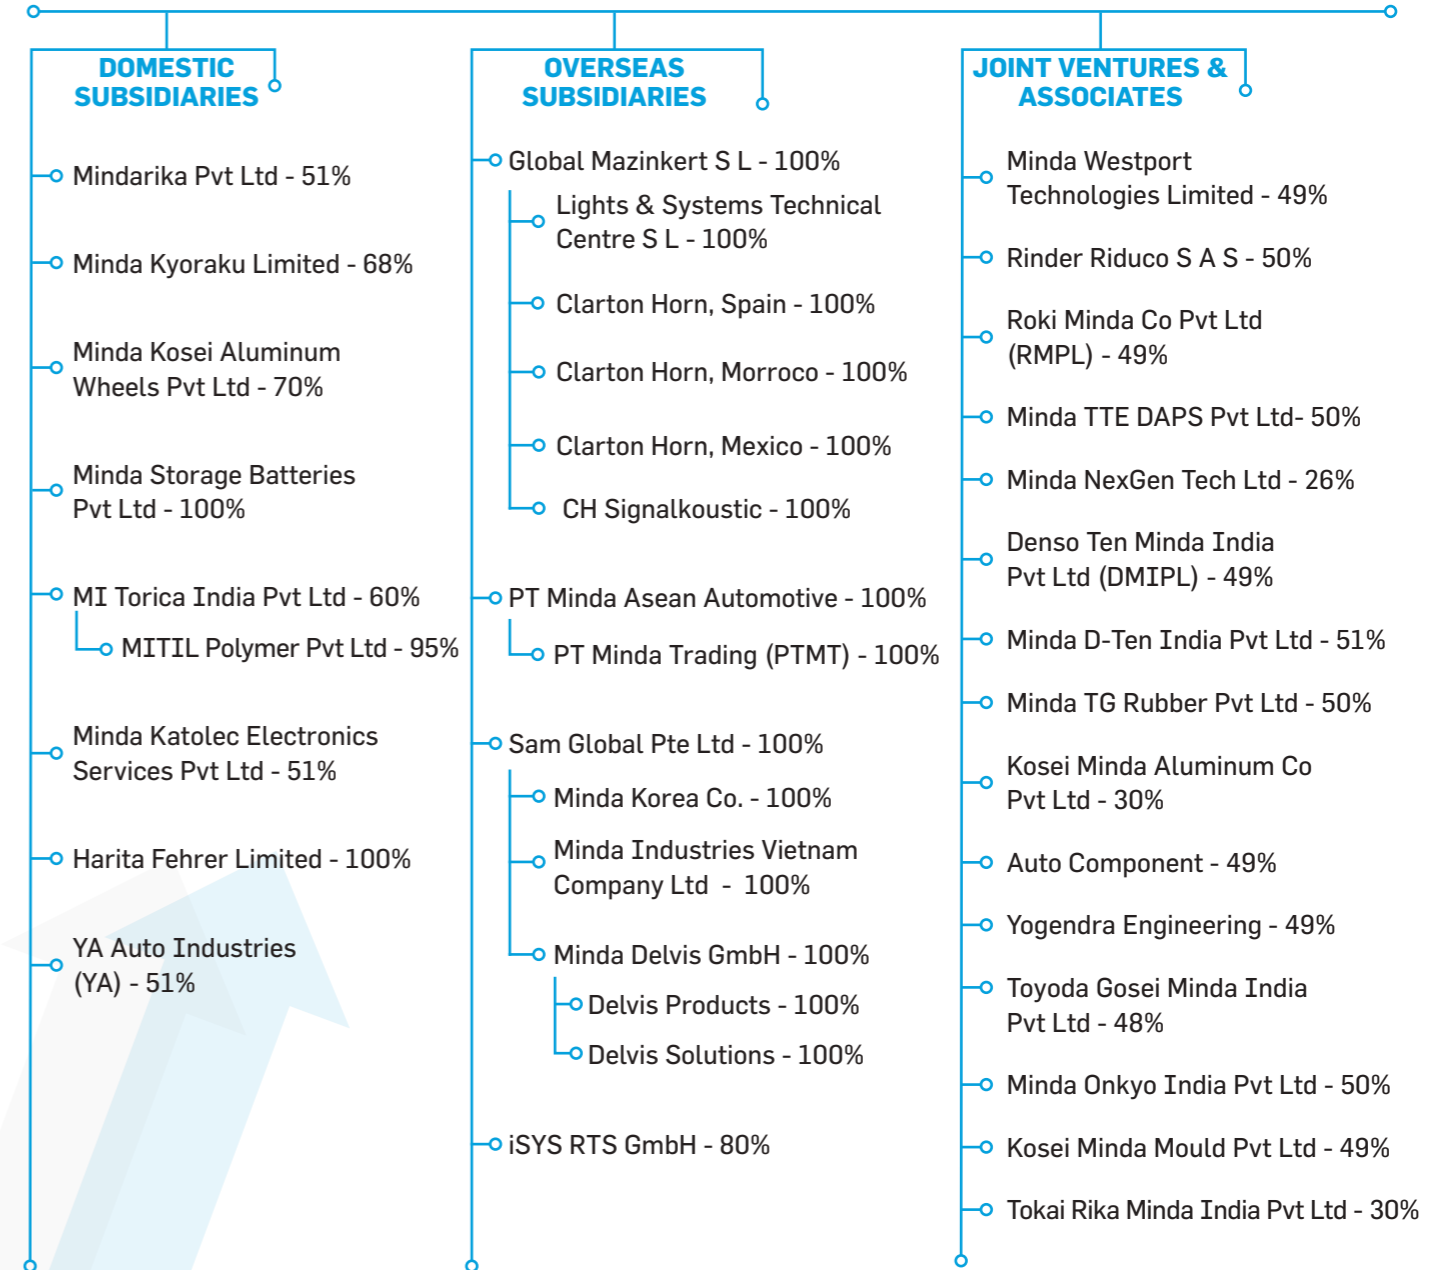 DOMESTIC
SUBSIDIARIES
Mindarika Pvt Ltd - 51%
Minda Kyoraku Limited - 68%
Minda Kosei Aluminum
Wheels Pvt Ltd - 70%
Minda Storage Batteries
Pvt Ltd - 100%
MI Torica India Pvt Ltd - 60%
MITIL Polymer Pvt Ltd - 95%
Minda Katolec Electronics
Services Pvt Ltd - 51%
Harita Fehrer Limited - 100%
YA Auto Industries
(YA) - 51%
OVERSEAS
SUBSIDIARIES
Global Mazinkert S L - 100%
Lights & Systems Technical
Centre S L - 100%
Clarton Horn, Spain - 100%
Clarton Horn, Morroco - 100%
Clarton Horn, Mexico - 100%
CH Signalkoustic - 100%
PT Minda Asean Automotive - 100%
PT Minda Trading (PTMT) - 100%
Sam Global Pte Ltd - 100%
Minda Korea Co. - 100%
Minda Industries Vietnam
Company Ltd - 100%
Minda Delvis GmbH - 100%
Delvis Products - 100%
Delvis Solutions - 100%
iSYS RTS GmbH - 80%
JOINT VENTURES &
ASSOCIATES
Minda Westport
Technologies Limited - 49%
Rinder Riduco S A S - 50%
Roki Minda Co Pvt Ltd
(RMPL) - 49%
Minda TTE DAPS Pvt Ltd- 50%
Minda NexGen Tech Ltd - 26%
Denso Ten Minda India
Pvt Ltd (DMIPL) - 49%
Minda D-Ten India Pvt Ltd - 51%
Minda TG Rubber Pvt Ltd - 50%
Kosei Minda Aluminum Co
Pvt Ltd - 30%
Auto Component - 49%
Yogendra Engineering - 49%
Toyoda Gosei Minda India
Pvt Ltd - 48%
Minda Onkyo India Pvt Ltd - 50%
Kosei Minda Mould Pvt Ltd - 49%
Tokai Rika Minda India Pvt Ltd - 30%